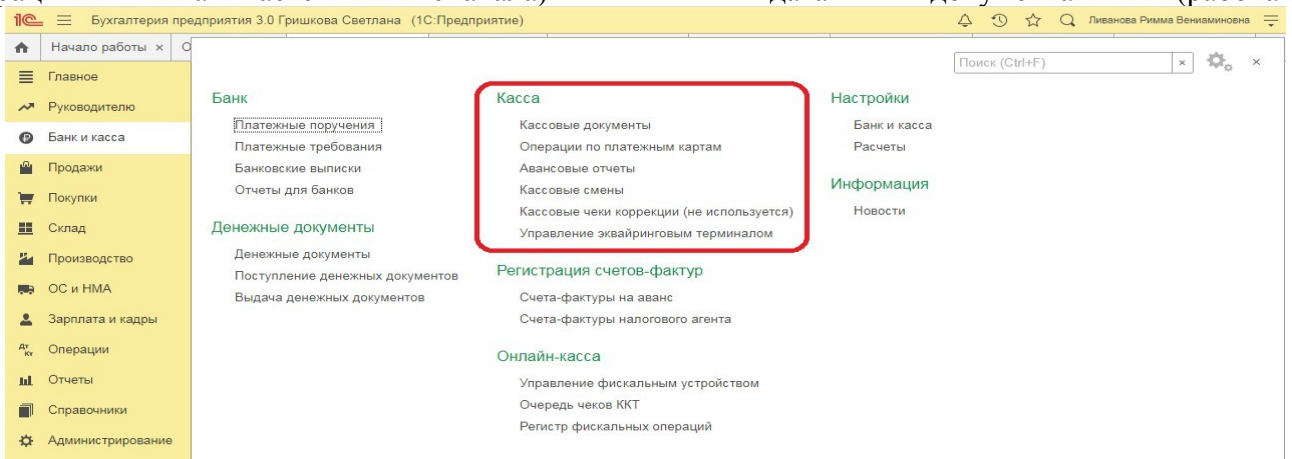 1С Бухгалтерия предприятия 3.0 Гришкова Светлана (1С:Предприятие) Ливанова Римма Вениаминовна
Начало работы ×
Поиск (Ctrl+F) × ×
Главное
Руководителю
Банк и касса
Продажи
Покупки
Склад
Производство
ОС и НМА
Зарплата и кадры
Дт Кт Операции
Отчеты
Справочники
Администрирование
Банк
Платежные поручения
Платежные требования
Банковские выписки
Отчеты для банков
Денежные документы
Денежные документы
Поступление денежных документов
Выдача денежных документов
Касса
Кассовые документы
Операции по платежным картам
Авансовые отчеты
Кассовые смены
Кассовые чеки коррекции (не используется)
Управление эквайринговым терминалом
Регистрация счетов-фактур
Счета-фактуры на аванс
Счета-фактуры налогового агента
Онлайн-касса
Управление фискальным устройством
Очередь чеков ККТ
Регистр фискальных операций
Настройки
Банк и касса
Расчеты
Информация
Новости